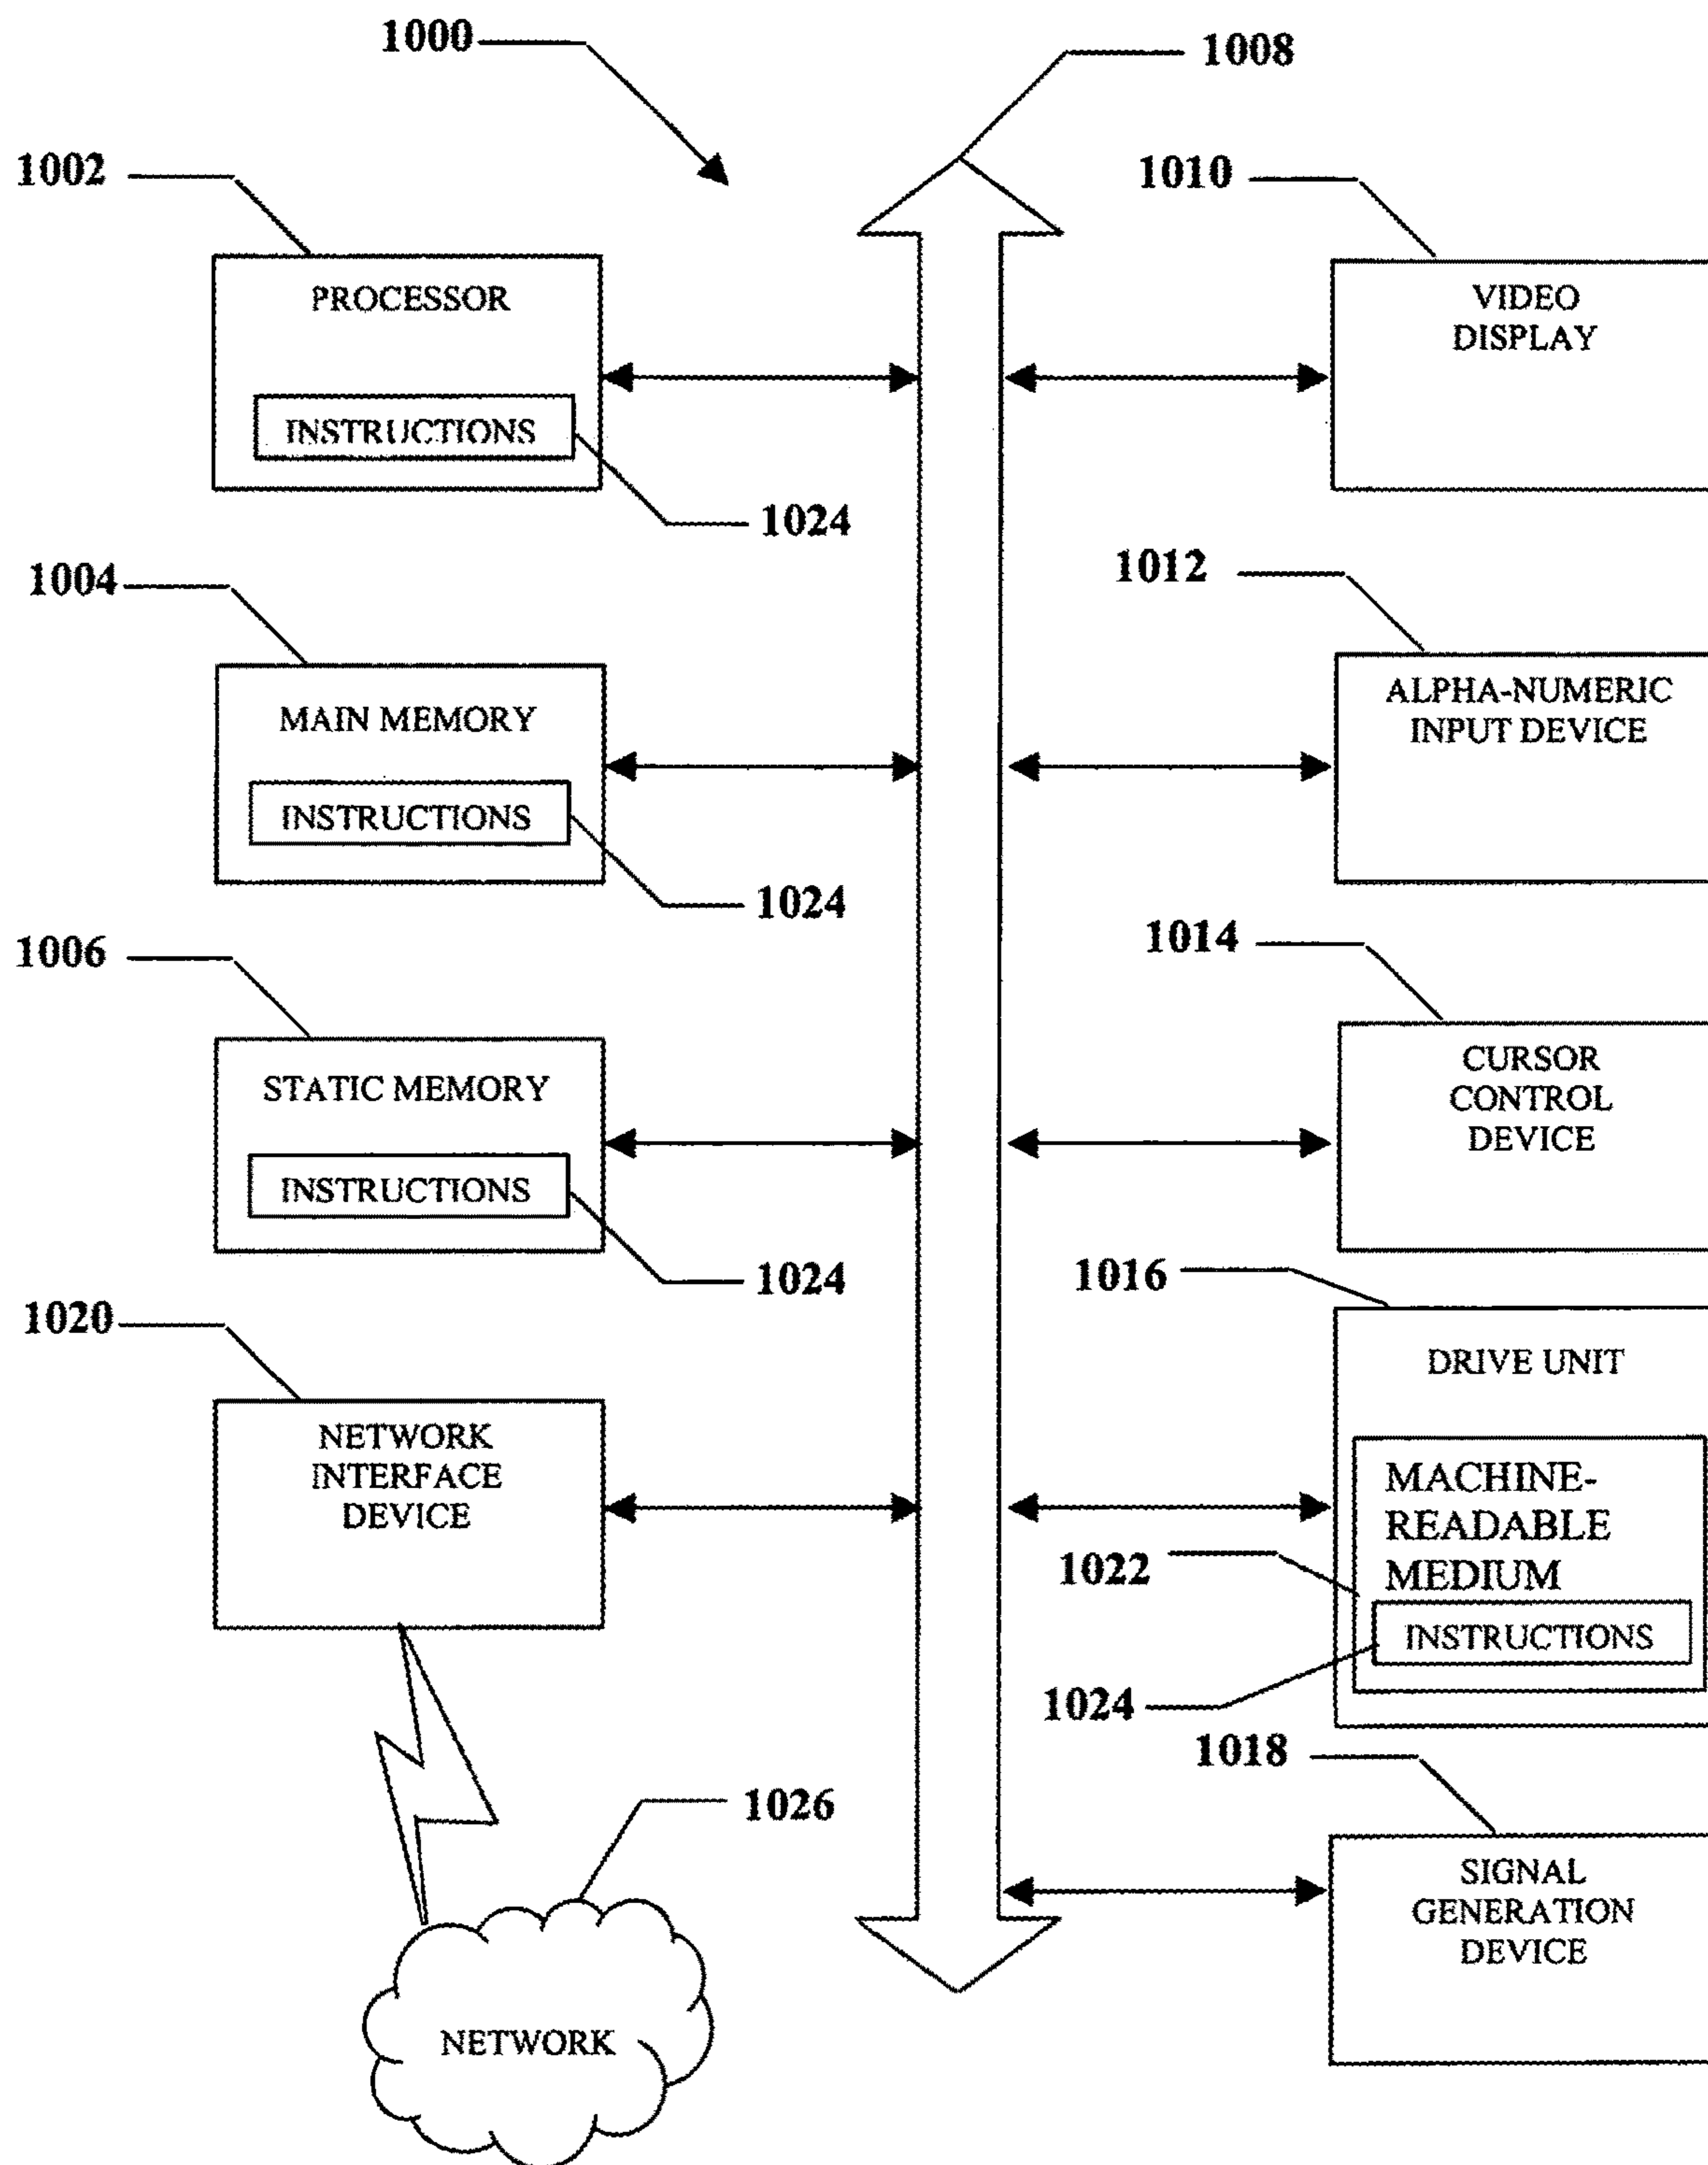 1000
1008
1002
1010
PROCESSOR
INSTRUCTIONS
1024
VIDEO
DISPLAY
1004
1012
MAIN MEMORY
INSTRUCTIONS
1024
ALPHA-NUMERIC
INPUT DEVICE
1006
1014
STATIC MEMORY
INSTRUCTIONS
1024
CURSOR
CONTROL
DEVICE
1020
1016
NETWORK
INTERFACE
DEVICE
DRIVE UNIT
MACHINE-
READABLE
MEDIUM
1022
INSTRUCTIONS
1024
1026
NETWORK
1018
SIGNAL
GENERATION
DEVICE